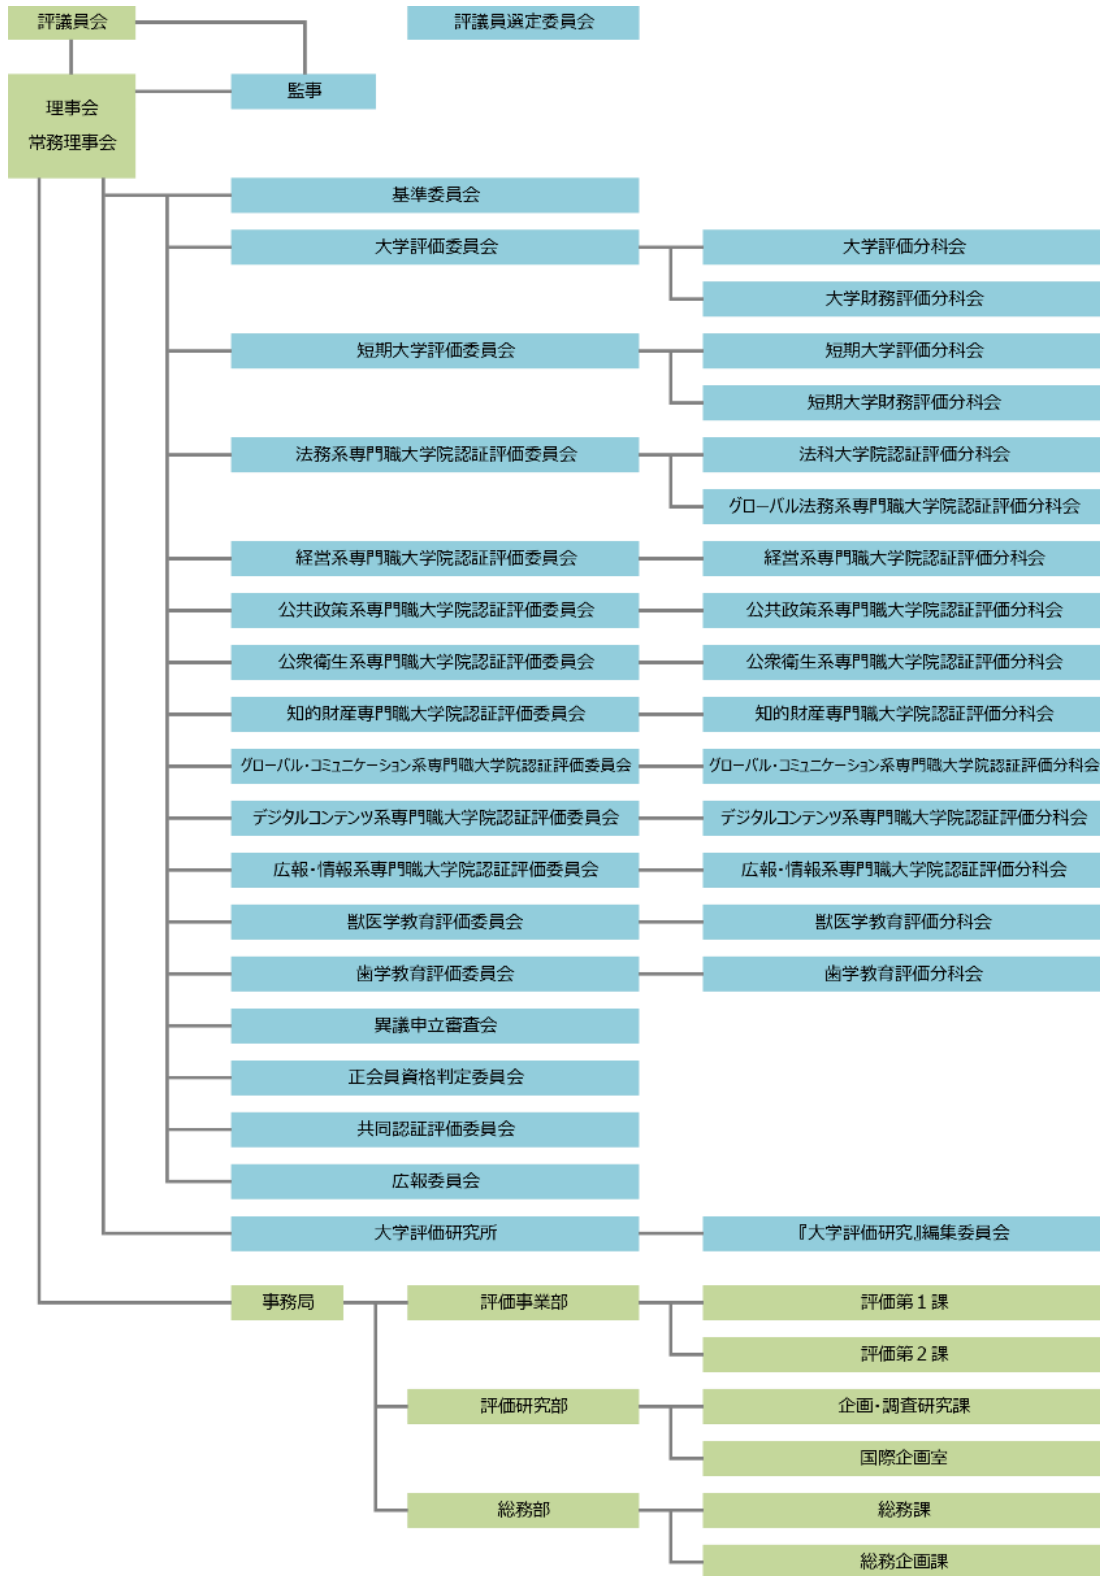 評議員会
評議員選定委員会
理事会
常務理事会
監事
基準委員会
大学評価委員会
大学評価分科会
大学財務評価分科会
短期大学評価委員会
短期大学評価分科会
短期大学財務評価分科会
法務系専門職大学院認証評価委員会
法科大学院認証評価分科会
グローバル法務系専門職大学院認証評価分科会
経営系専門職大学院認証評価委員会
経営系専門職大学院認証評価分科会
公共政策系専門職大学院認証評価委員会
公共政策系専門職大学院認証評価分科会
公衆衛生系専門職大学院認証評価委員会
公衆衛生系専門職大学院認証評価分科会
知的財産専門職大学院認証評価委員会
知的財産専門職大学院認証評価分科会
グローバル・コミュニケーション系専門職大学院認証評価委員会
グローバル・コミュニケーション系専門職大学院認証評価分科会
デジタルコンテンツ系専門職大学院認証評価委員会
デジタルコンテンツ系専門職大学院認証評価分科会
広報・情報系専門職大学院認証評価委員会
広報・情報系専門職大学院認証評価分科会
獣医学教育評価委員会
獣医学教育評価分科会
歯学教育評価委員会
歯学教育評価分科会
異議申立審査会
正会員資格判定委員会
共同認証評価委員会
広報委員会
大学評価研究所
『大学評価研究』編集委員会
事務局
評価事業部
評価第1課
評価第2課
評価研究部
企画・調査研究課
国際企画室
総務部
総務課
総務企画課